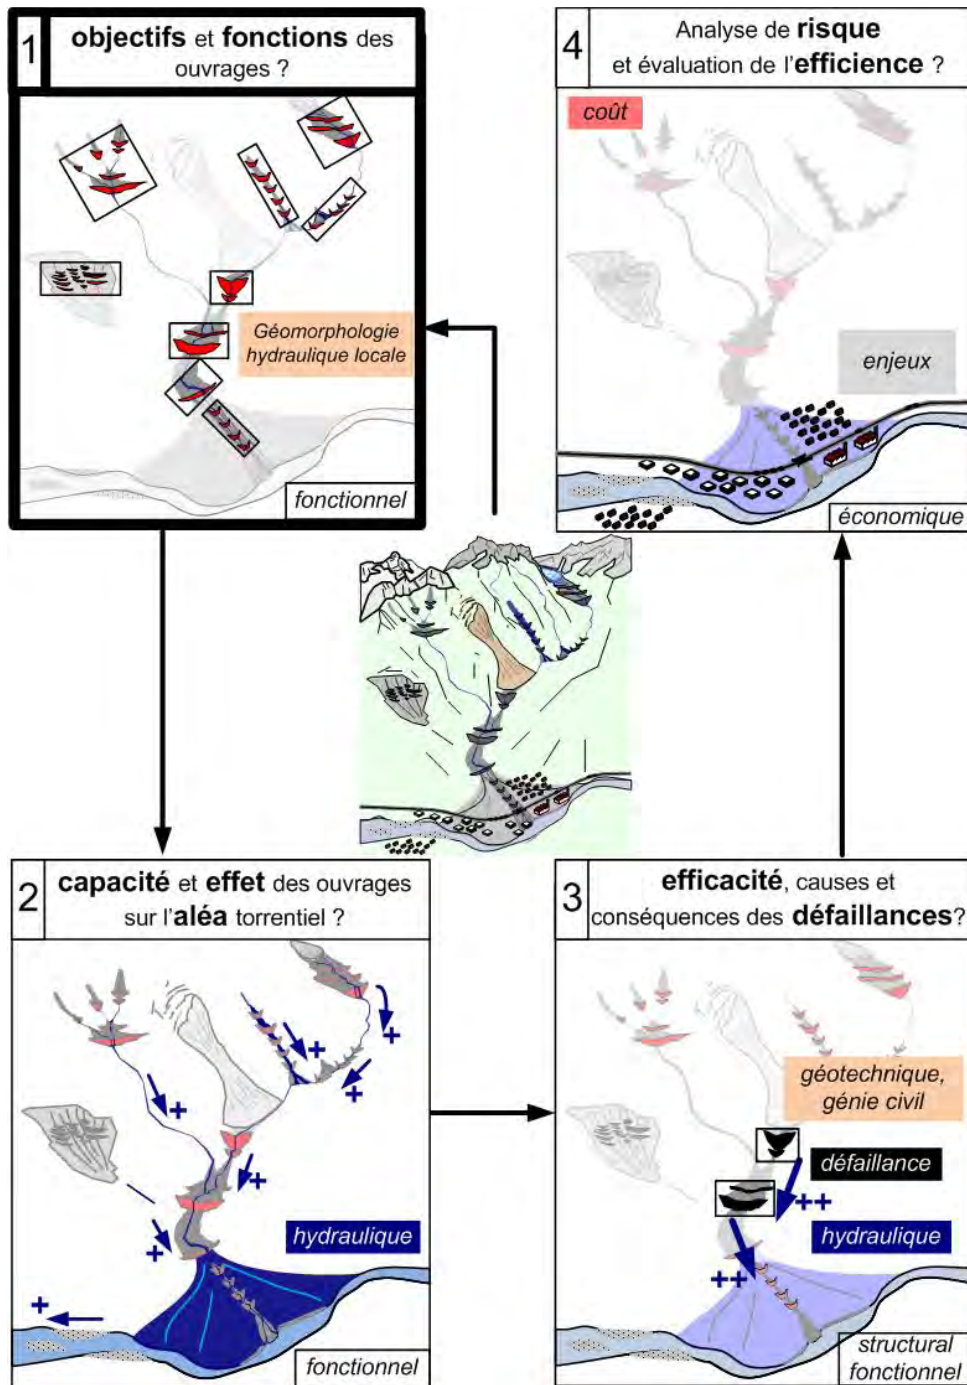 1
objectifs et fonctions des
ouvrages ?
Géomorphologie
hydraulique locale
fonctionnel
4
Analyse de risque
et évaluation de l'efficience ?
coût
enjeux
économique
2
capacité et effet des ouvrages
sur l'aléa torrentiel ?
+
+
+
+
+
+
+
hydraulique
fonctionnel
3
efficacité, causes et
conséquences des défaillances?
géotechnique,
génie civil
défaillance
++
hydraulique
++
structural
fonctionnel